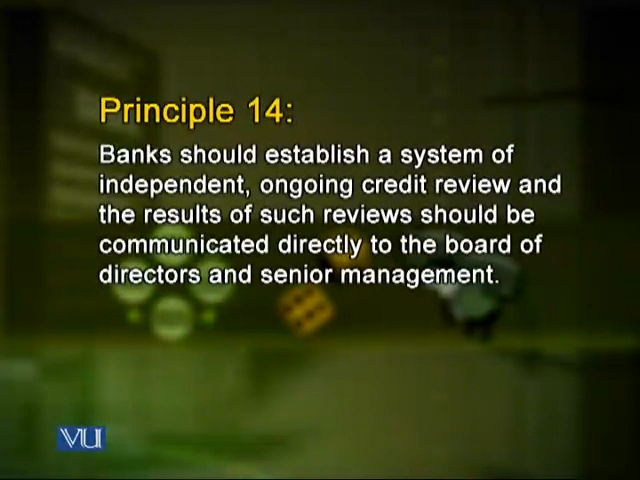 Principle 14:
Banks should establish a system of
independent, ongoing credit review and
the results of such reviews should be
communicated directly to the board of
directors and senior management.
VU